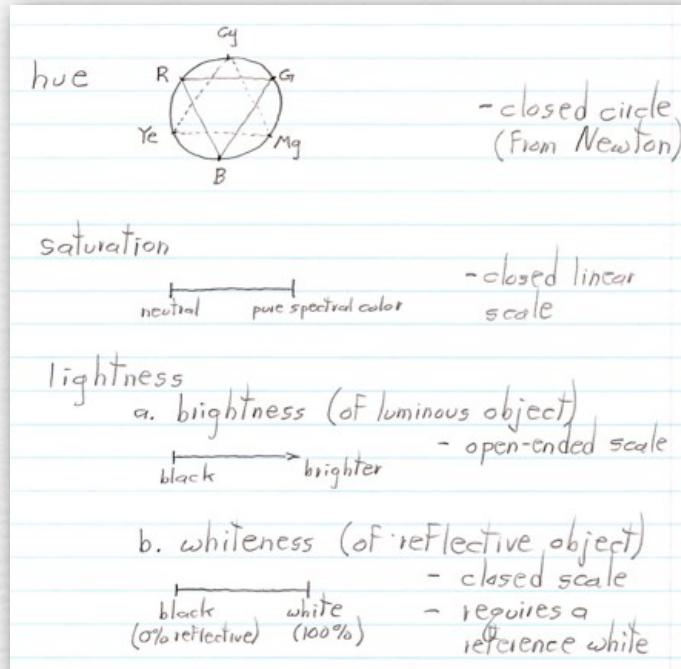 hue
Cy
R
G
Ye
Mg
B
- closed circle
(From Newton)
saturation
neutral
pure spectral color
- closed linear
scale
lightness
a. brightness (of luminous object)
- open-ended scale
black
brighter
b. whiteness (of reflective object)
- closed scale
black
white
- requires a
(0% reflective)
(100%)
reference white